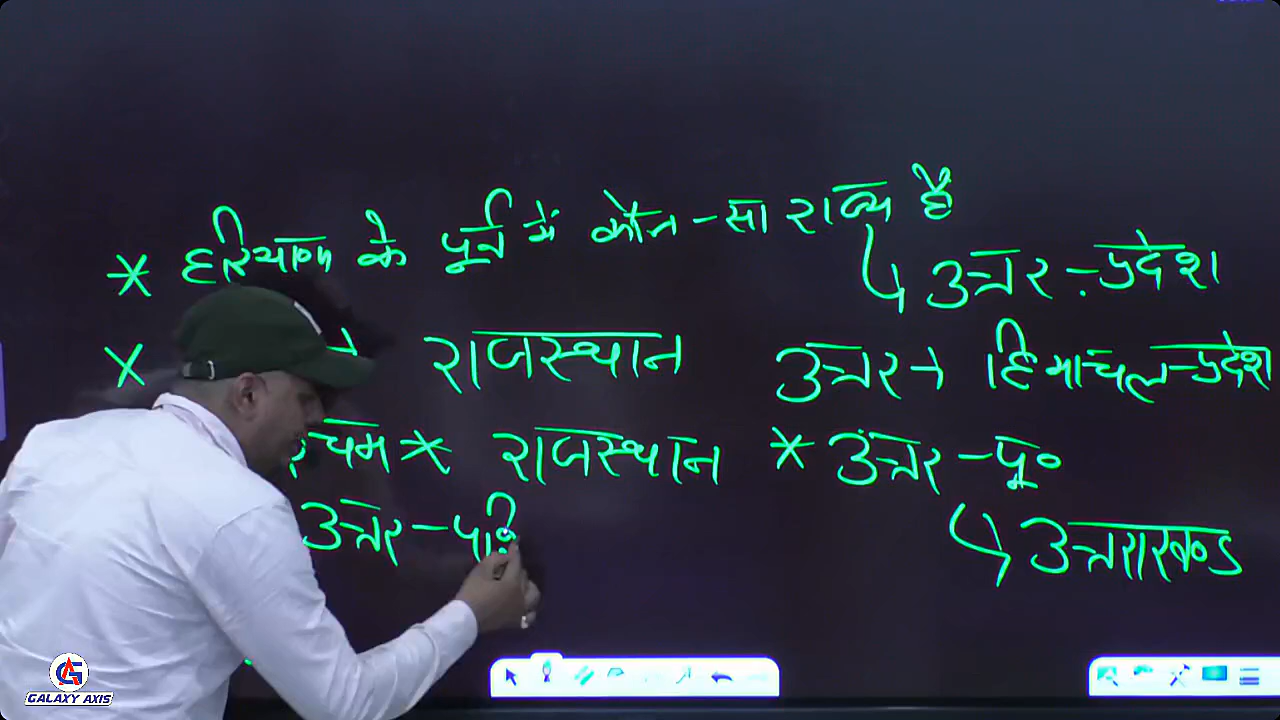 * हरियाणा के पूर्व में कौन-सा राज्य है
↳ उत्तर-प्रदेश
* राजस्थान उत्तर→ हिमाचल-प्रदेश
श्चिम * राजस्थान * उत्तर-पू०
उत्तर-पश्चि ↳ उत्तराखण्ड
GALAXY AXIS